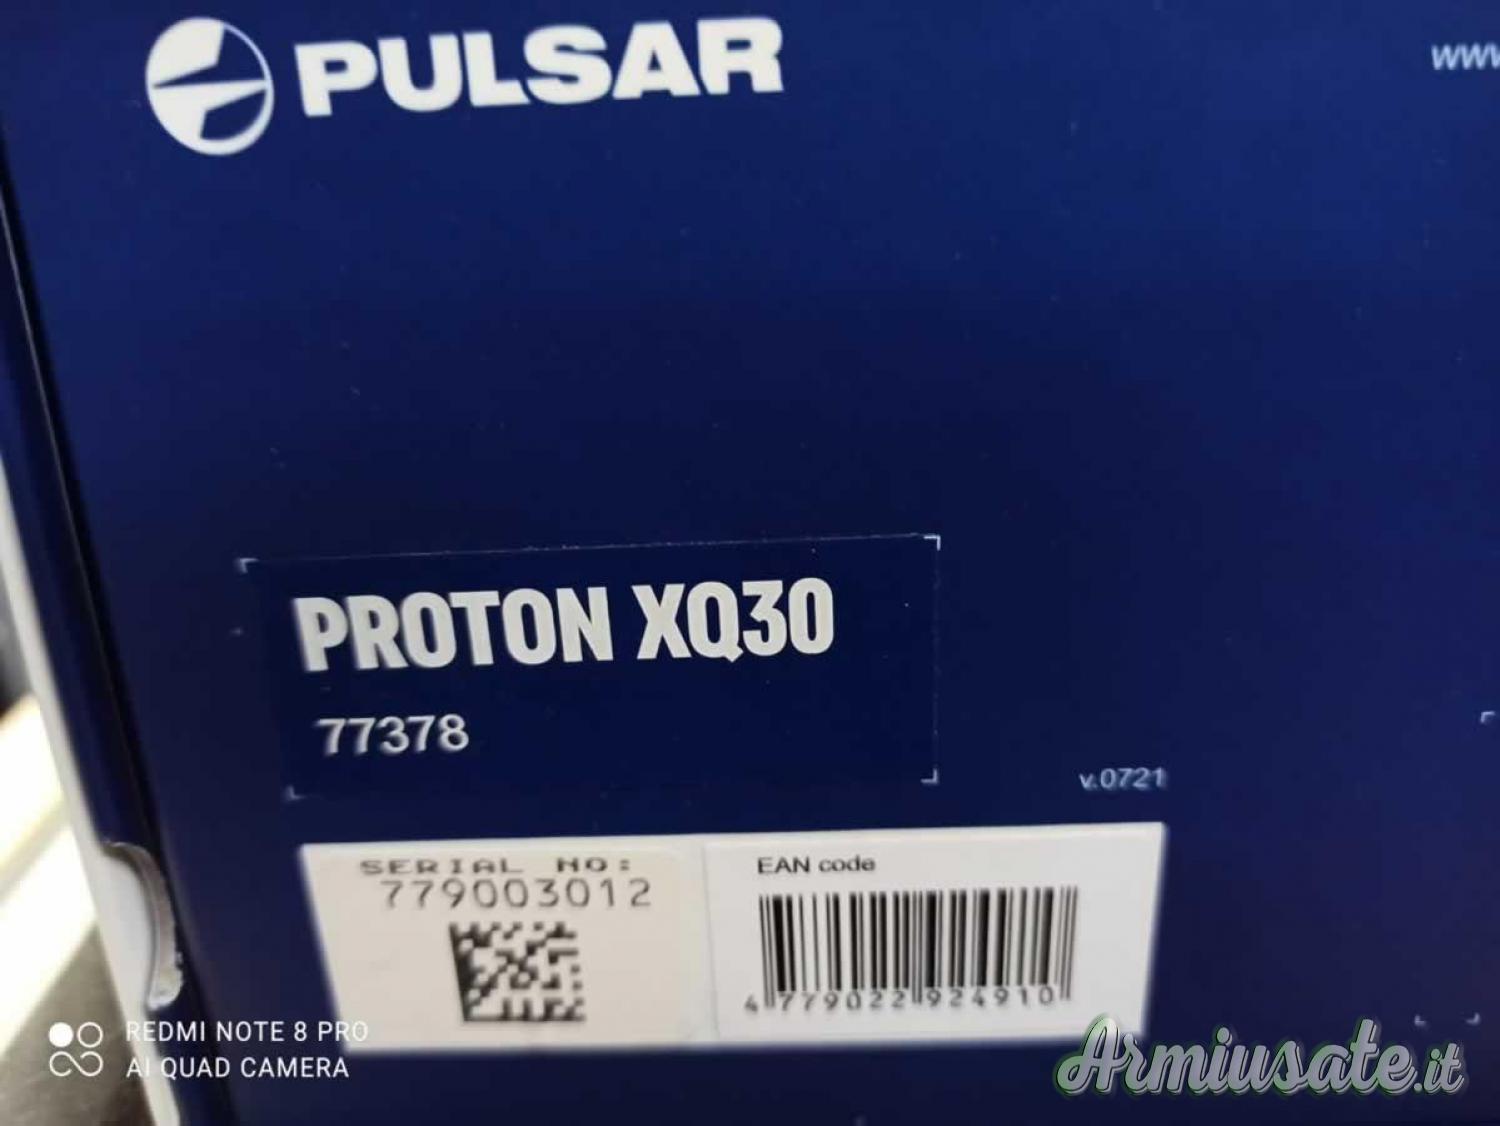 PULSAR
www
PROTON XQ30
77378
v.0721
SERIAL NO:
779003012
EAN code
4 779022 924910
REDMI NOTE 8 PRO
AI QUAD CAMERA
Armiusate.it